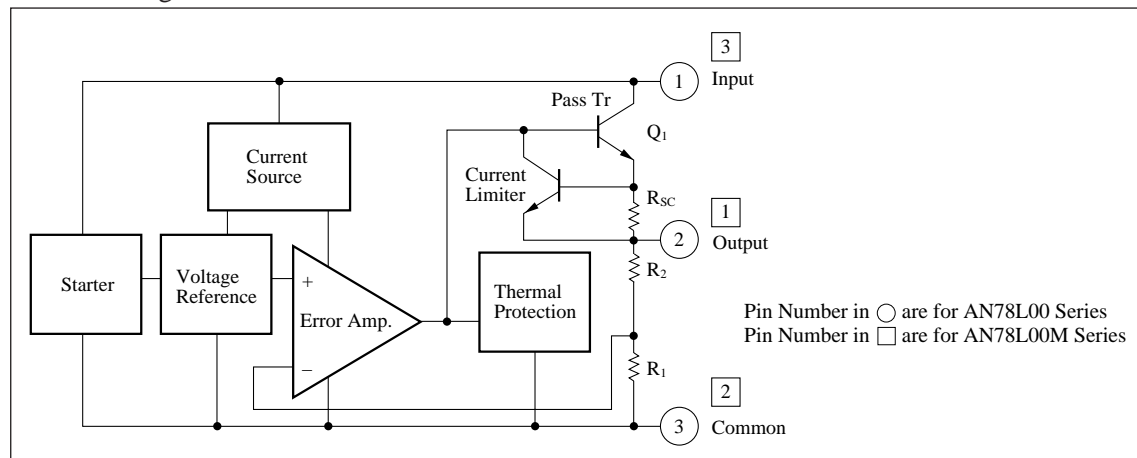 3
1
Input
Pass Tr
Q1
Current
Source
Current
Limiter
RSC
1
2
Output
Starter
Voltage
Reference
+
Error Amp.
−
Thermal
Protection
R2
Pin Number in ○ are for AN78L00 Series
Pin Number in □ are for AN78L00M Series
R1
2
3
Common